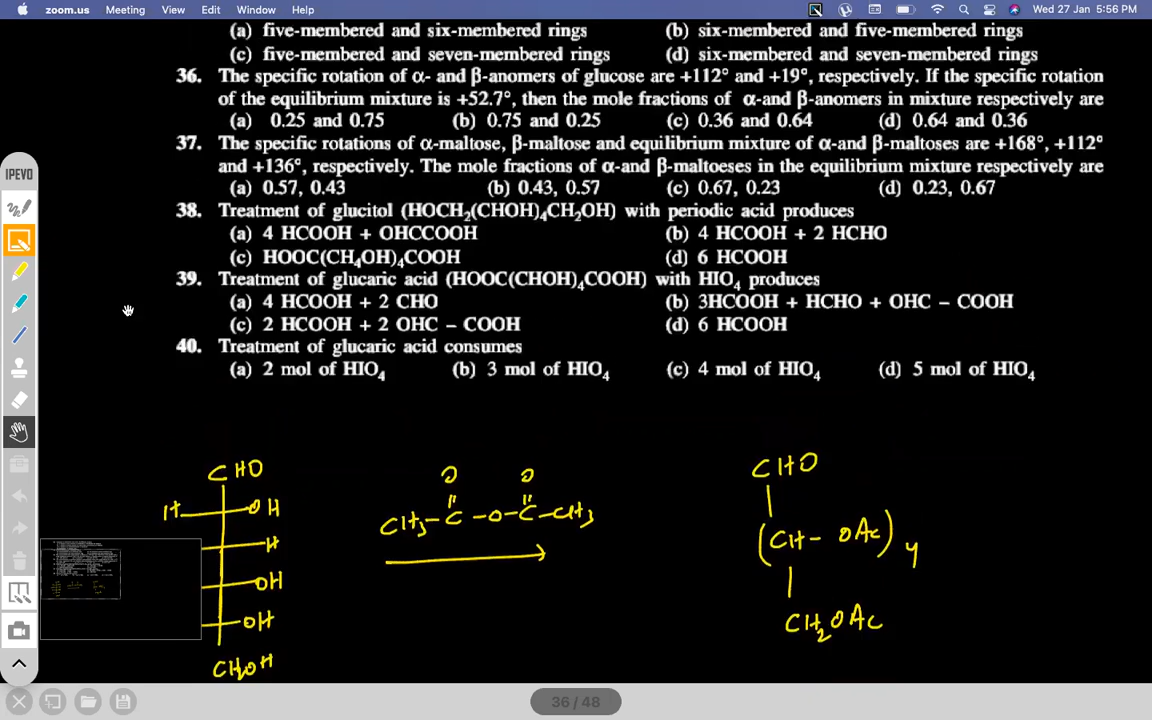 zoom.us Meeting View Edit Window Help Wed 27 Jan 5:56 PM
(a) five-membered and six-membered rings (b) six-membered and five-membered rings
(c) five-membered and seven-membered rings (d) six-membered and seven-membered rings
36. The specific rotation of α- and β-anomers of glucose are +112° and +19°, respectively. If the specific rotation
of the equilibrium mixture is +52.7°, then the mole fractions of α-and β-anomers in mixture respectively are
(a) 0.25 and 0.75 (b) 0.75 and 0.25 (c) 0.36 and 0.64 (d) 0.64 and 0.36
37. The specific rotations of α-maltose, β-maltose and equilibrium mixture of α-and β-maltoses are +168°, +112°
and +136°, respectively. The mole fractions of α-and β-maltoeses in the equilibrium mixture respectively are
(a) 0.57, 0.43 (b) 0.43, 0.57 (c) 0.67, 0.23 (d) 0.23, 0.67
38. Treatment of glucitol (HOCH₂(CHOH)₄CH₂OH) with periodic acid produces
(a) 4 HCOOH + OHCCOOH (b) 4 HCOOH + 2 HCHO
(c) HOOC(CH₄OH)₄COOH (d) 6 HCOOH
39. Treatment of glucaric acid (HOOC(CHOH)₄COOH) with HIO₄ produces
(a) 4 HCOOH + 2 CHO (b) 3HCOOH + HCHO + OHC − COOH
(c) 2 HCOOH + 2 OHC − COOH (d) 6 HCOOH
40. Treatment of glucaric acid consumes
(a) 2 mol of HIO₄ (b) 3 mol of HIO₄ (c) 4 mol of HIO₄ (d) 5 mol of HIO₄
IPEVO
CHO
H OH
H
OH
OH
CH₂OH
O O
CH₃-C-O-C-CH₃
CHO
(CH-OAc)₄
CH₂OAc
36 / 48